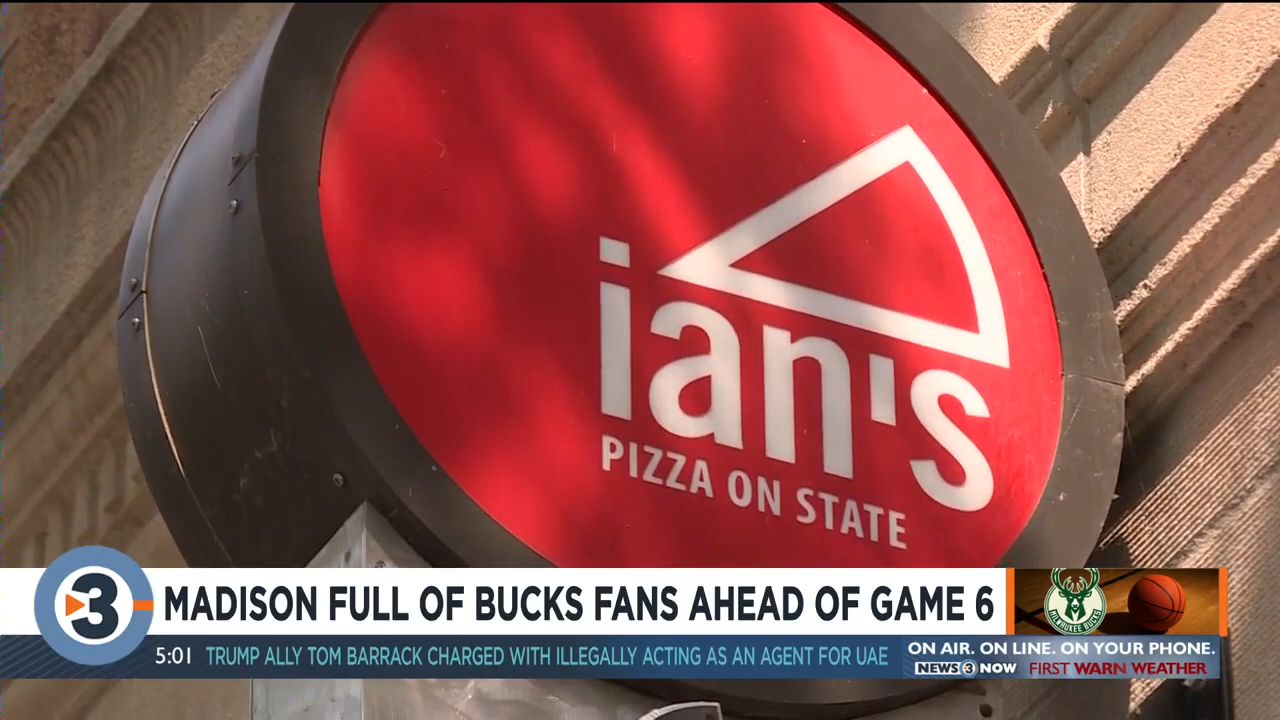 ian's
PIZZA ON STATE
3
MADISON FULL OF BUCKS FANS AHEAD OF GAME 6
MILWAUKEE BUCKS
5:01 TRUMP ALLY TOM BARRACK CHARGED WITH ILLEGALLY ACTING AS AN AGENT FOR UAE
ON AIR. ON LINE. ON YOUR PHONE.
NEWS 3 NOW FIRST WARN WEATHER